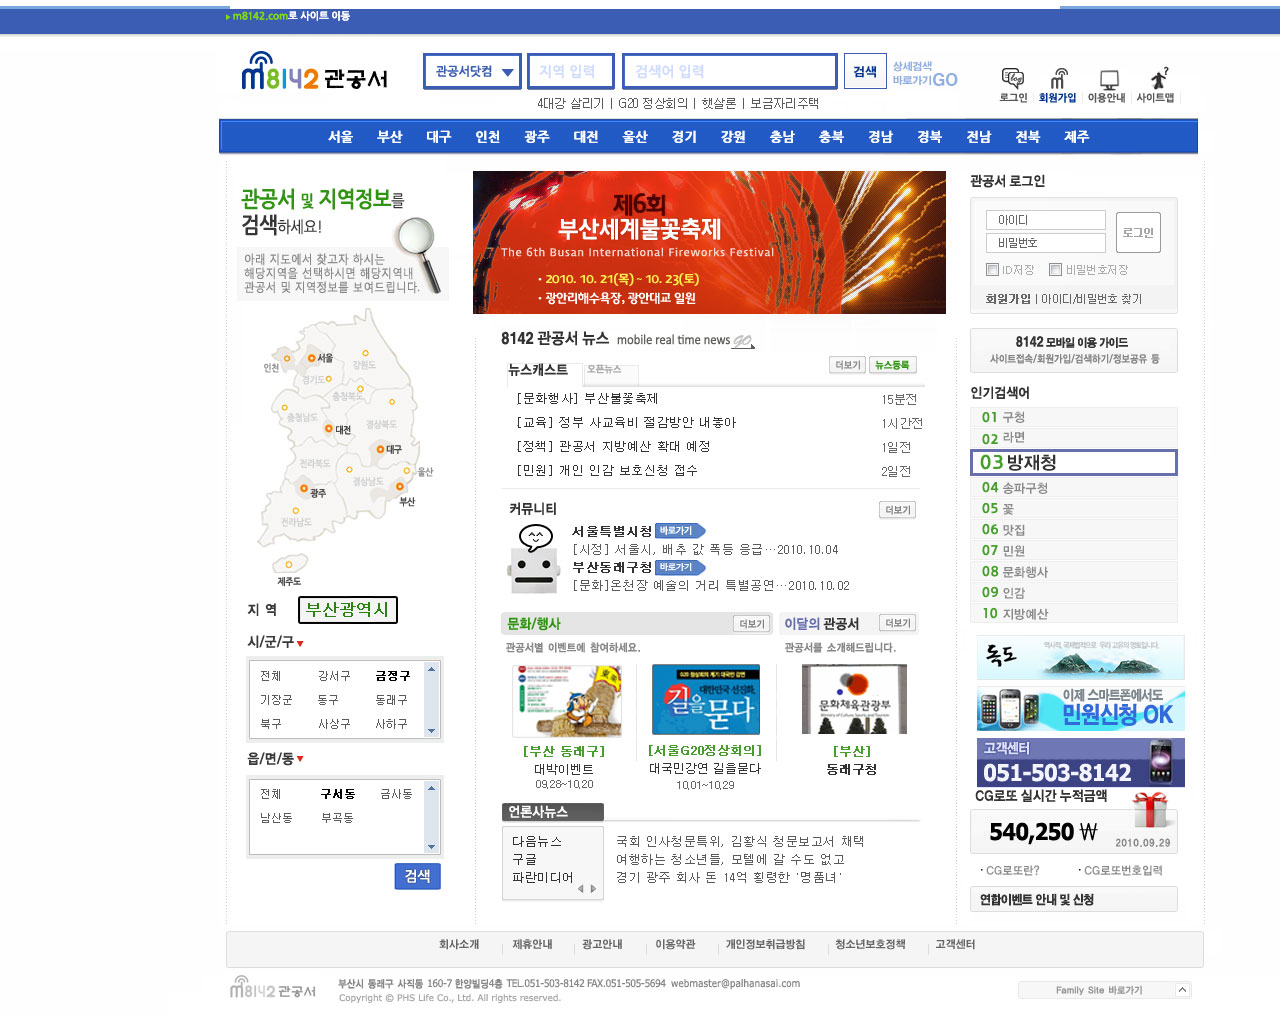 m8142.com로 사이트 이동
m8142 관공서
관공서닷컴
지역 입력
검색어 입력
검색
상세검색
바로가기GO
4대강 살리기 | G20 정상회의 | 햇살론 | 보금자리주택
로그인
회원가입
이용안내
사이트맵
서울 부산 대구 인천 광주 대전 울산 경기 강원 충남 충북 경남 경북 전남 전북 제주
관공서 및 지역정보를
검색하세요!
아래 지도에서 찾고자 하시는
해당지역을 선택하시면 해당지역내
관공서 및 지역정보를 보여드립니다.
인천
서울
강원도
경기도
충청북도
충청남도
대전
경상북도
대구
전라북도
울산
경상남도
광주
부산
전라남도
제주도
지 역
부산광역시
시/군/구
전체 강서구 금정구
기장군 동구 동래구
북구 사상구 사하구
읍/면/동
전체 구서동 금사동
남산동 부곡동
검색
제6회
부산세계불꽃축제
The 6th Busan International Fireworks Festival
· 2010. 10. 21(목) ~ 10. 23(토)
· 광안리해수욕장, 광안대교 일원
8142 관공서 뉴스 mobile real time news go
뉴스캐스트
오픈뉴스
더보기
뉴스등록
[문화행사] 부산불꽃축제 15분전
[교육] 정부 사교육비 절감방안 내놓아 1시간전
[정책] 관공서 지방예산 확대 예정 1일전
[민원] 개인 인감 보호신청 접수 2일전
커뮤니티
더보기
서울특별시청 바로가기
[시정] 서울시, 배추 값 폭등 응급…2010.10.04
부산동래구청 바로가기
[문화]온천장 예술의 거리 특별공연…2010.10.02
문화/행사
더보기
관공서별 이벤트에 참여하세요.
[부산 동래구]
대박이벤트
09.28~10.20
G20 정상회의 계기 대국민 강연
대한민국 선진화,
길을 묻다
[서울G20정상회의]
대국민강연 길을묻다
10.01~10.29
이달의 관공서
더보기
관공서를 소개해드립니다.
문화체육관광부
Ministry of Culture, Sports and Tourism
[부산]
동래구청
언론사뉴스
다음뉴스
구글
파란미디어
국회 인사청문특위, 김황식 청문보고서 채택
여행하는 청소년들, 모텔에 갈 수도 없고
경기 광주 회사 돈 14억 횡령한 '명품녀'
관공서 로그인
아이디
비밀번호
로그인
ID저장 비밀번호저장
회원가입 | 아이디/비밀번호 찾기
8142 모바일 이용 가이드
사이트접속/회원가입/검색하기/정보공유 등
인기검색어
01 구청
02 라면
03 방재청
04 송파구청
05 꽃
06 맛집
07 민원
08 문화행사
09 인감
10 지방예산
독도
역사적, 국제법적으로 우리 고유의 영토입니다.
이제 스마트폰에서도
민원신청 OK
고객센터
051-503-8142
CG로또 실시간 누적금액
540,250 ₩
2010.09.29
· CG로또란?
· CG로또번호입력
연합이벤트 안내 및 신청
회사소개 제휴안내 광고안내 이용약관 개인정보취급방침 청소년보호정책 고객센터
m8142 관공서
부산시 동래구 사직동 160-7 한양빌딩4층 TEL.051-503-8142 FAX.051-505-5694 webmaster@palhanasai.com
Copyright © PHS Life Co., Ltd. All rights reserved.
Family Site 바로가기